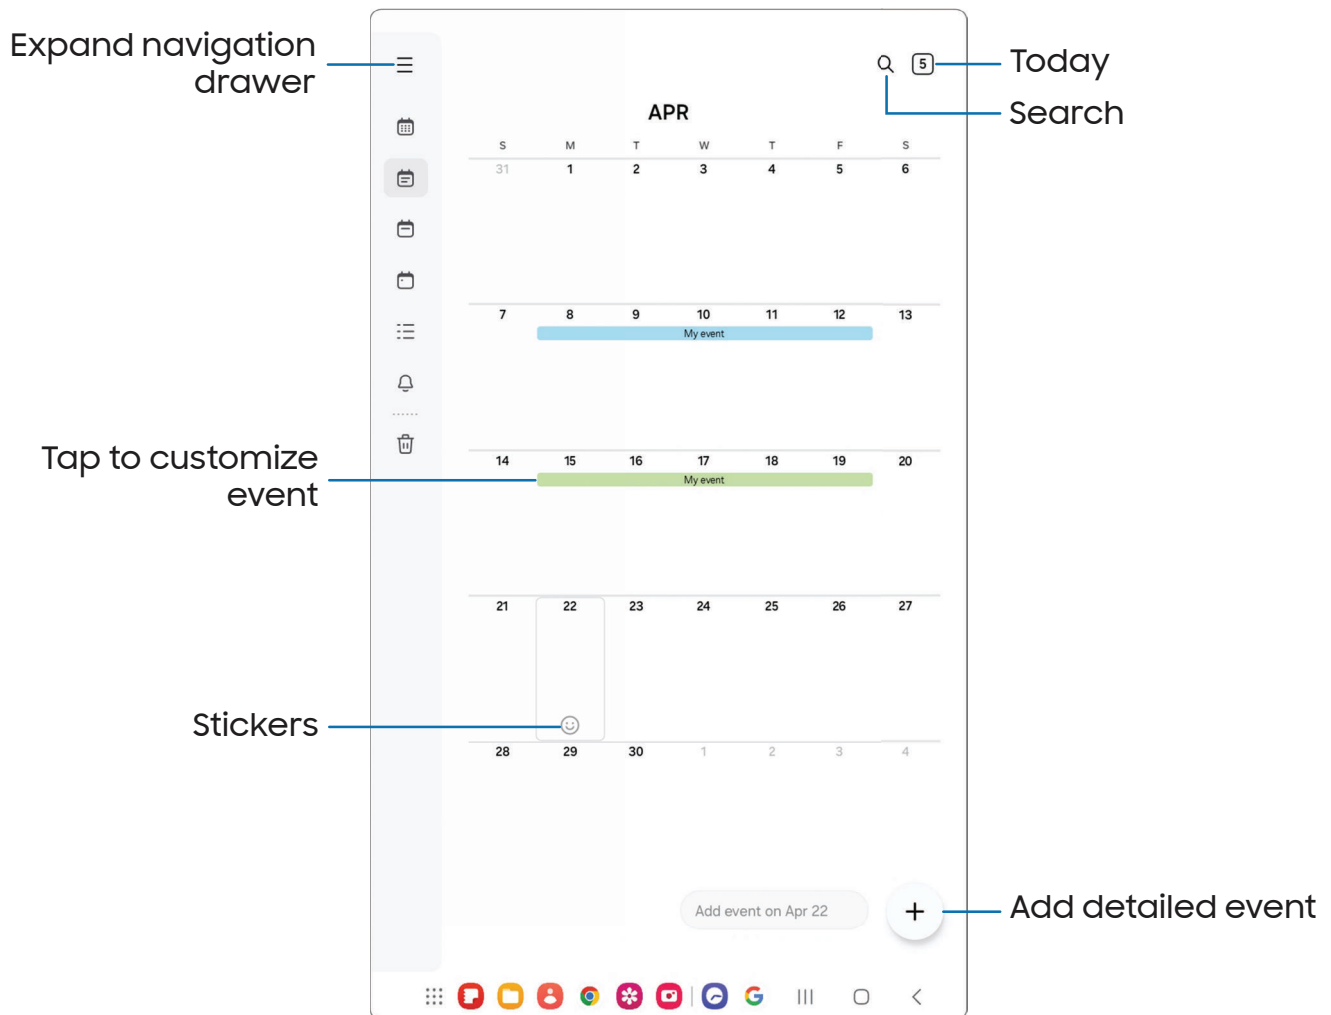 Expand navigation
drawer
5
Today
Search
APR
S M T W T F S
31 1 2 3 4 5 6
7 8 9 10 11 12 13
My event
Tap to customize
event
14 15 16 17 18 19 20
My event
21 22 23 24 25 26 27
Stickers
28 29 30 1 2 3 4
Add event on Apr 22
+
Add detailed event